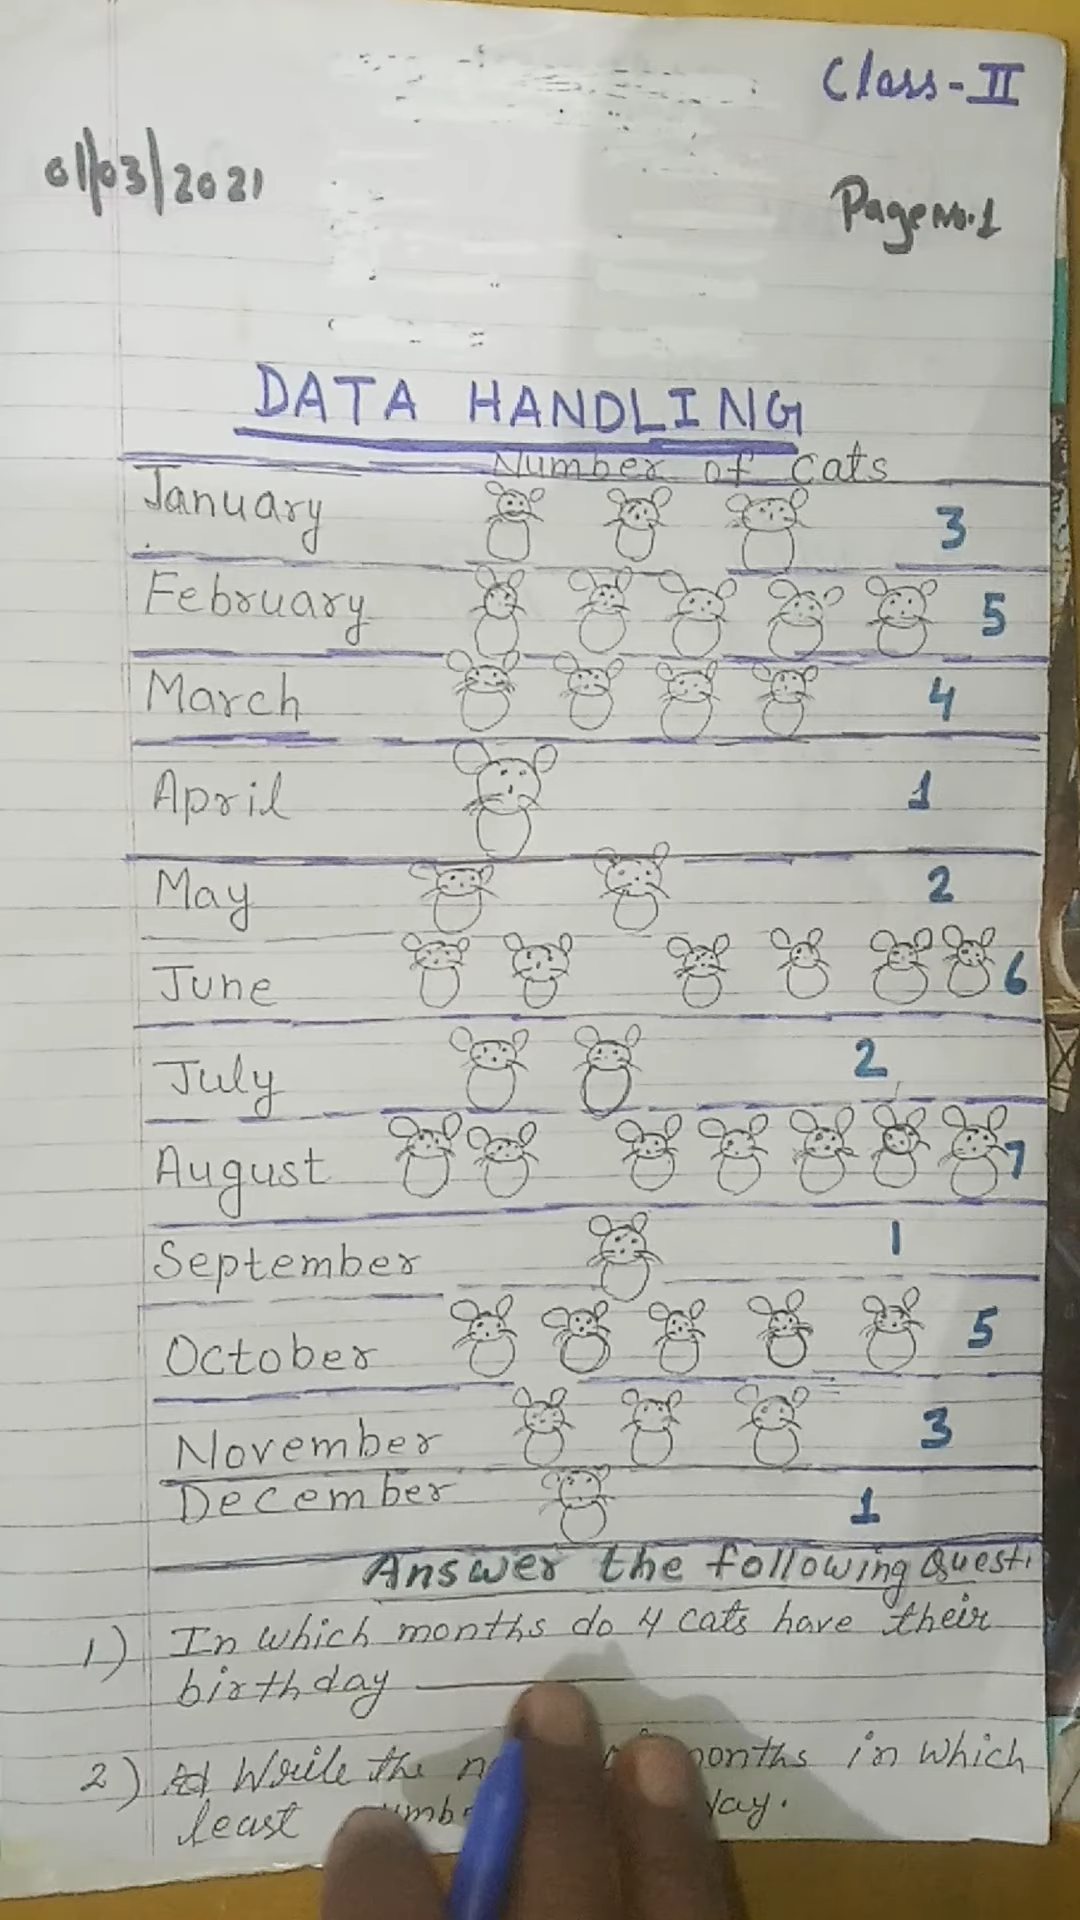 Class-II
01/03/2021
Page No.1
DATA HANDLING
Number of cats
January 3
February 5
March 4
April 1
May 2
June 6
July 2
August 7
September 1
October 5
November 3
December 1
Answer the following Questi
1) In which months do 4 cats have their
birthday
2) Write the months in which
least